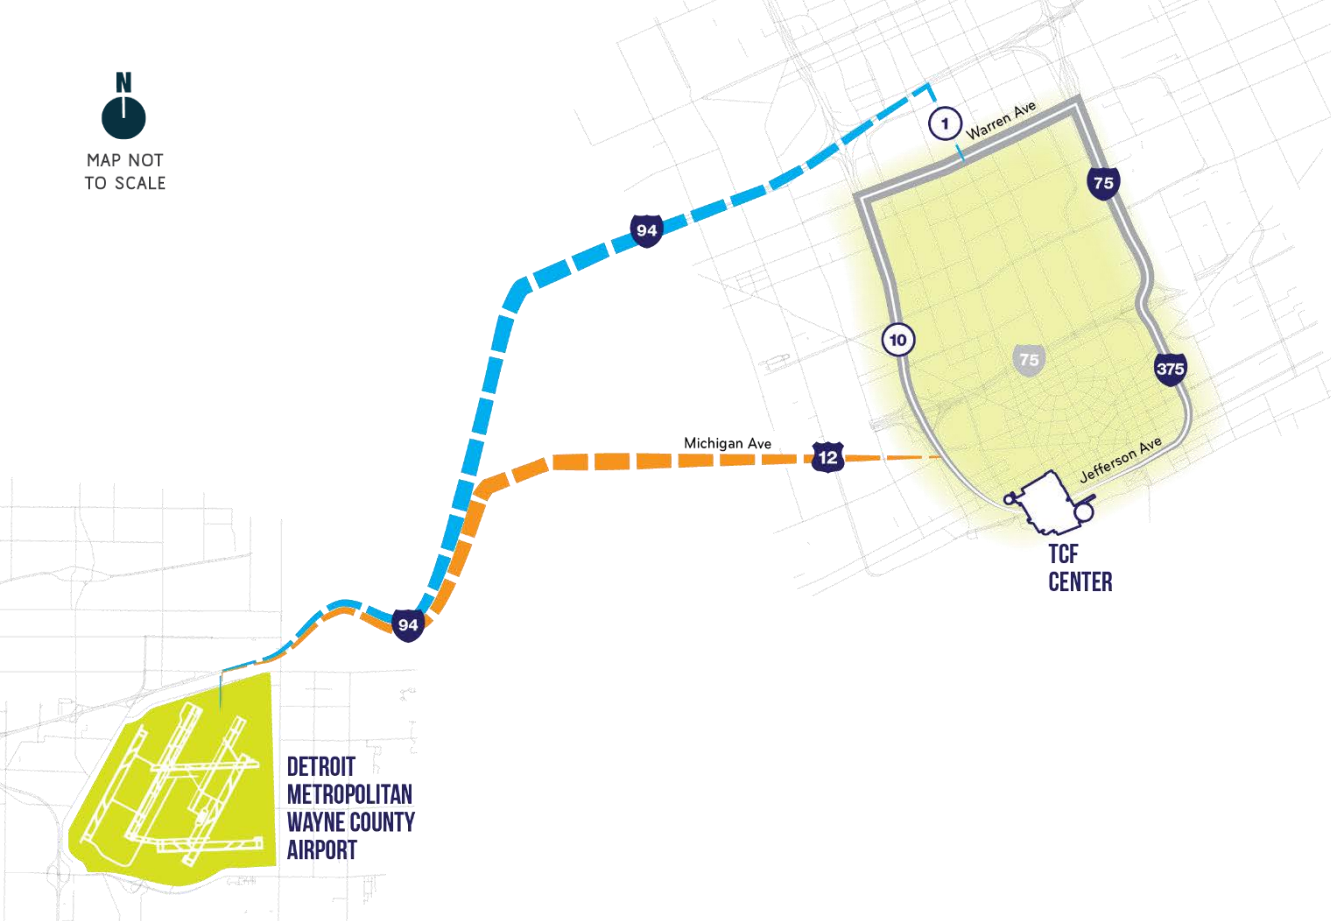 N
MAP NOT
TO SCALE
1
Warren Ave
75
94
10
75
375
Michigan Ave
12
Jefferson Ave
TCF
CENTER
94
DETROIT
METROPOLITAN
WAYNE COUNTY
AIRPORT